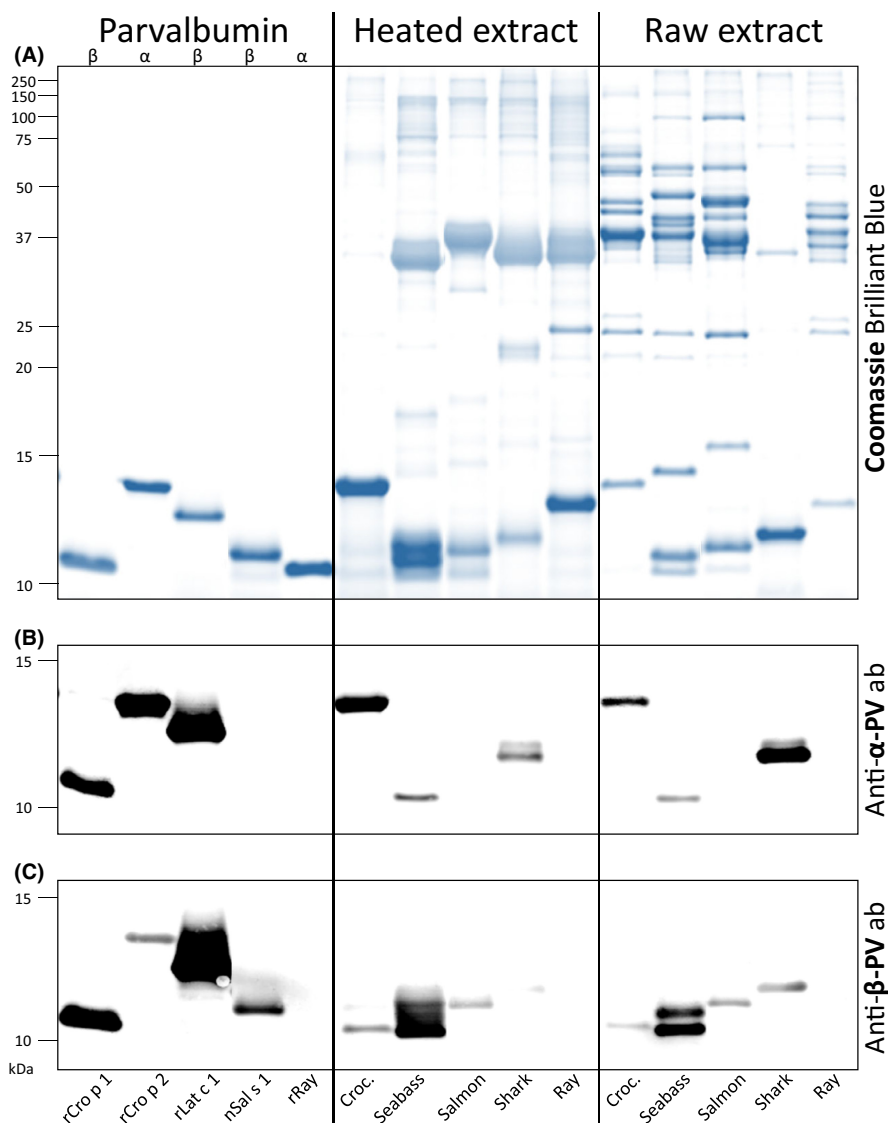 Parvalbumin Heated extract Raw extract
(A) β α β β α
250
150
100
75
50
37
25
20
15
10
Coomassie Brilliant Blue
(B)
15
10
Anti-α-PV ab
(C)
15
10
kDa
Anti-β-PV ab
rCro p 1 rCro p 2 rLat c 1 nSal s 1 rRay Croc. Seabass Salmon Shark Ray Croc. Seabass Salmon Shark Ray